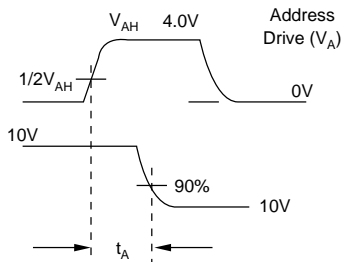 V_AH 4.0V
Address
Drive (V_A)
1/2V_AH
0V
10V
90%
10V
t_A